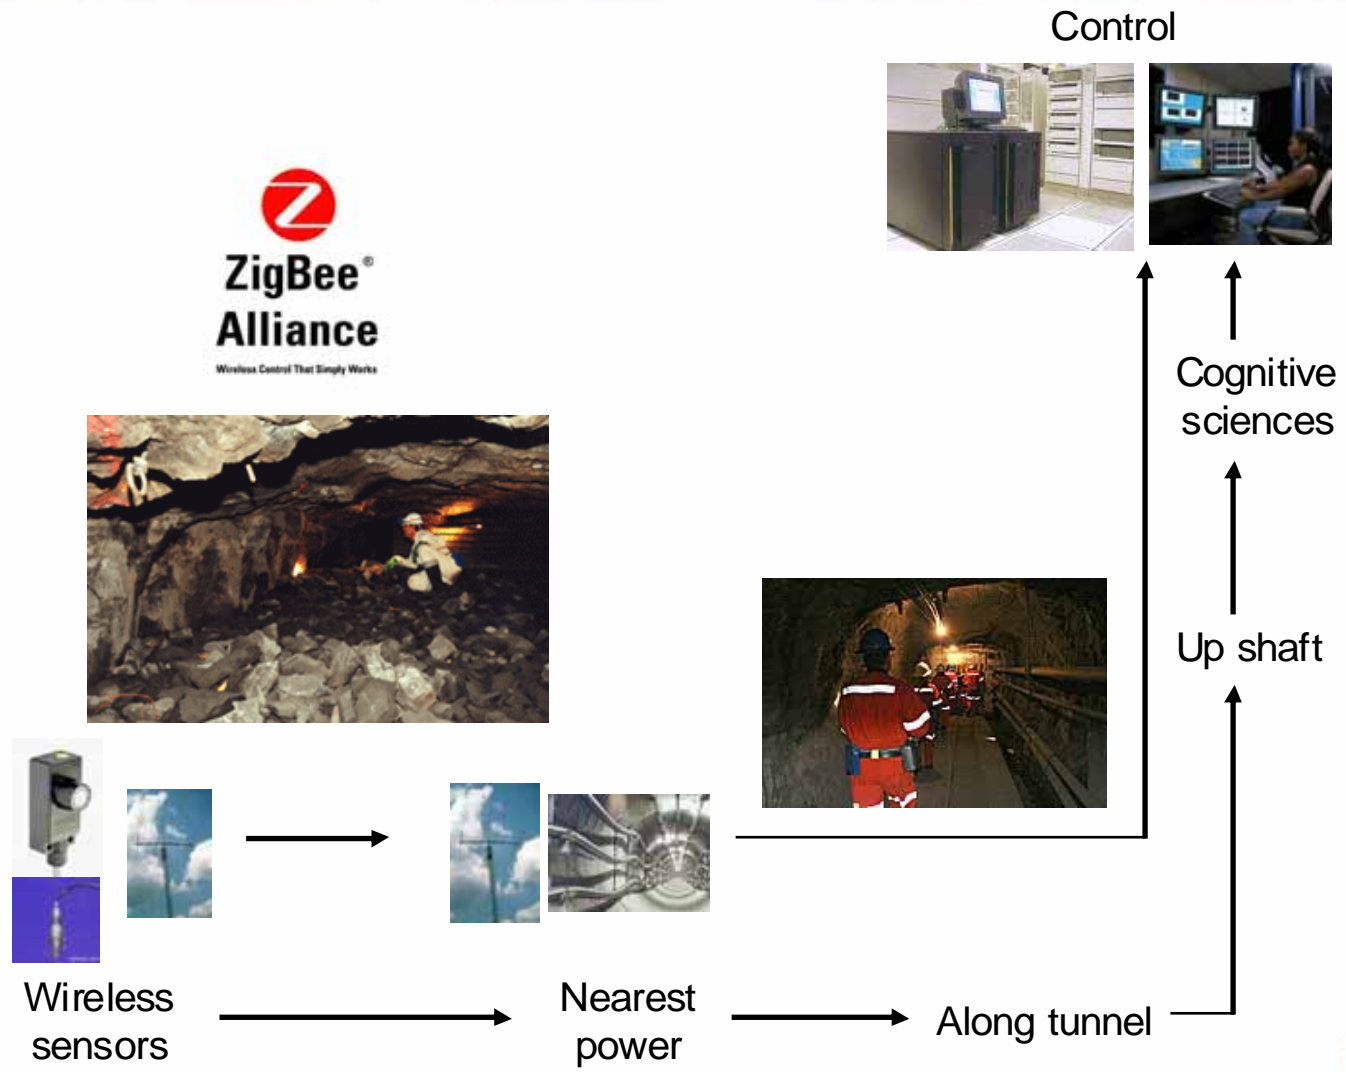 Control
ZigBee®
Alliance
Wireless Control That Simply Works
Cognitive
sciences
Up shaft
Wireless
sensors
Nearest
power
Along tunnel